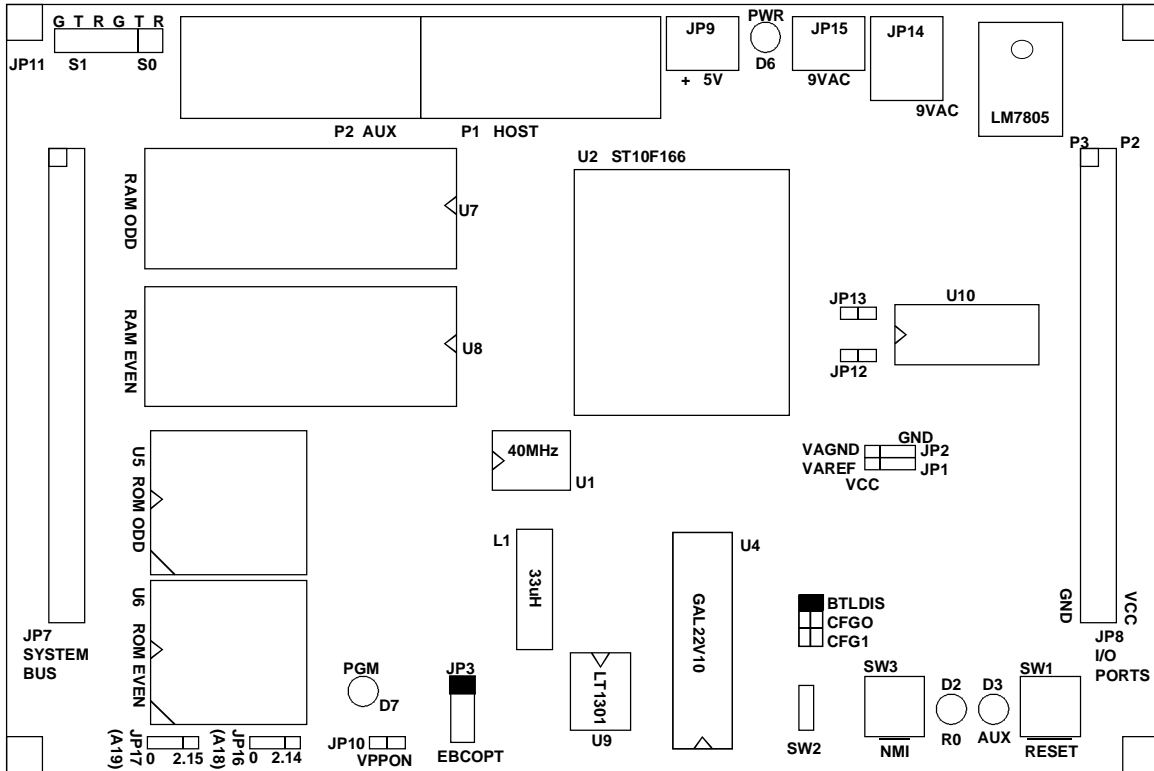 G T R G T R
JP11
S1 S0
P2 AUX
P1 HOST
JP9
+ 5V
PWR
D6
JP15
9VAC
JP14
9VAC
LM7805
P3
P2
RAM ODD
U7
U2 ST10F166
RAM EVEN
U8
JP13
JP12
U10
U5 ROM ODD
40MHz
U1
GND
VAGND JP2
VAREF JP1
VCC
L1
33uH
U4
GAL22V10
U6 ROM EVEN
BTLDIS
CFGO
CFG1
GND
VCC
JP7
SYSTEM
BUS
JP8
I/O
PORTS
PGM
D7
JP3
EBCOPT
LT1301
U9
SW2
SW3
NMI
D2
R0
D3
AUX
SW1
RESET
JP17
(A19)
0 2.15
JP16
(A18)
0 2.14
JP10
VPPON